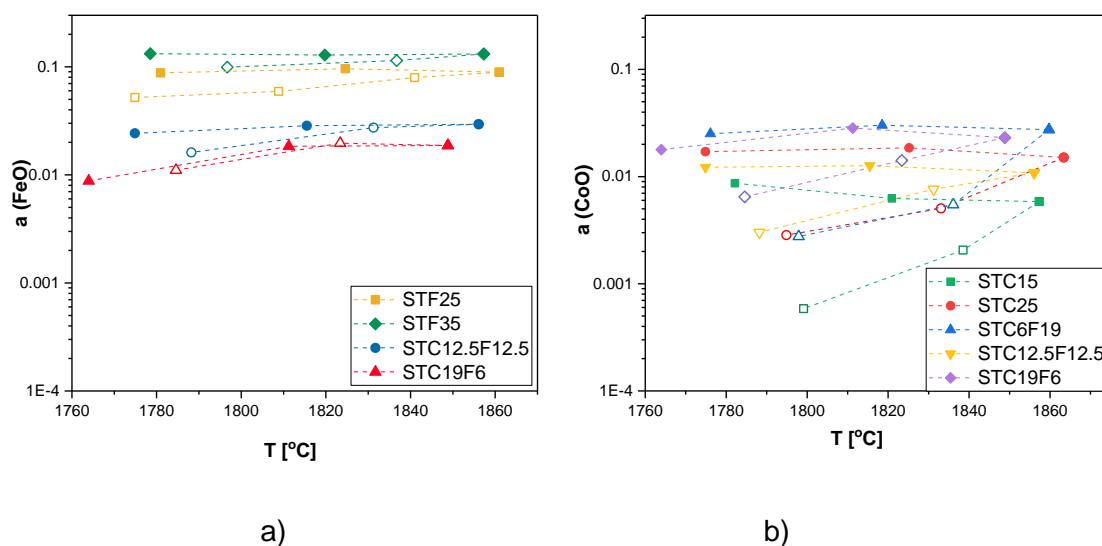 0.1
0.01
0.001
1E-4
a (FeO)
1760 1780 1800 1820 1840 1860
T [°C]
STF25
STF35
STC12.5F12.5
STC19F6
a)
0.1
0.01
0.001
1E-4
a (CoO)
1760 1780 1800 1820 1840 1860
T [°C]
STC15
STC25
STC6F19
STC12.5F12.5
STC19F6
b)